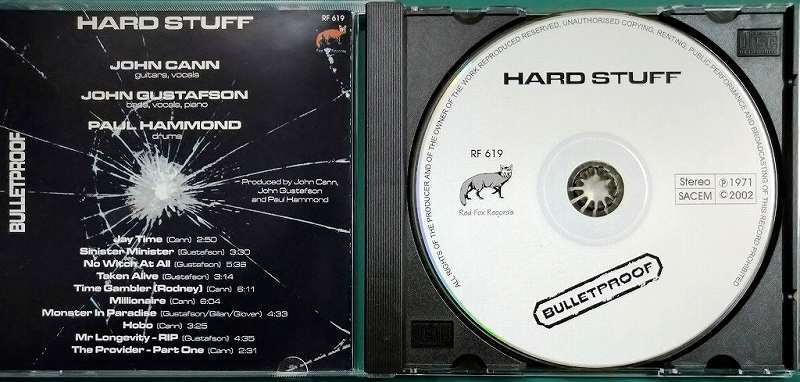 HARD STUFF
RF 619
Red Fox Records
JOHN CANN
guitars, vocals
JOHN GUSTAFSON
bass, vocals, piano
PAUL HAMMOND
drums
BULLETPROOF
Produced by John Cann,
John Gustafson
and Paul Hammond
Jay Time (Cann) 2:50
Sinister Minister (Gustafson) 3:30
No Witch At All (Gustafson) 5:35
Taken Alive (Gustafson) 3:14
Time Gambler (Rodney) (Cann) 6:11
Millionaire (Cann) 6:04
Monster In Paradise (Gustafson/Gillan/Glover) 4:33
Hobo (Cann) 3:25
Mr Longevity - RIP (Gustafson) 4:35
The Provider - Part One (Cann) 2:31
ALL RIGHTS OF THE PRODUCER AND OF THE OWNER OF THE WORK REPRODUCED RESERVED, UNAUTHORISED COPYING, RENTING, PUBLIC PERFORMANCE AND BROADCASTING OF THIS RECORD PROHIBITED
HARD STUFF
RF 619
Red Fox Records
Stereo ℗ 1971
SACEM © 2002
BULLETPROOF